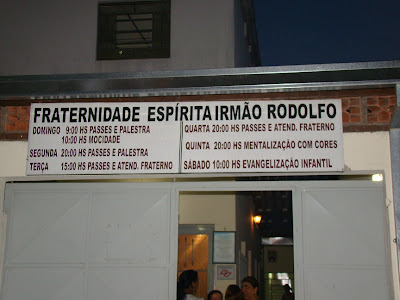 FRATERNIDADE ESPÍRITA IRMÃO RODOLFO
DOMINGO 9:00 HS PASSES E PALESTRA
10:00 HS MOCIDADE
SEGUNDA 20:00 HS PASSES E PALESTRA
TERÇA 15:00 HS PASSES E ATEND. FRATERNO
QUARTA 20:00 HS PASSES E ATEND. FRATERNO
QUINTA 20:00 HS MENTALIZAÇÃO COM CORES
SÁBADO 10:00 HS EVANGELIZAÇÃO INFANTIL